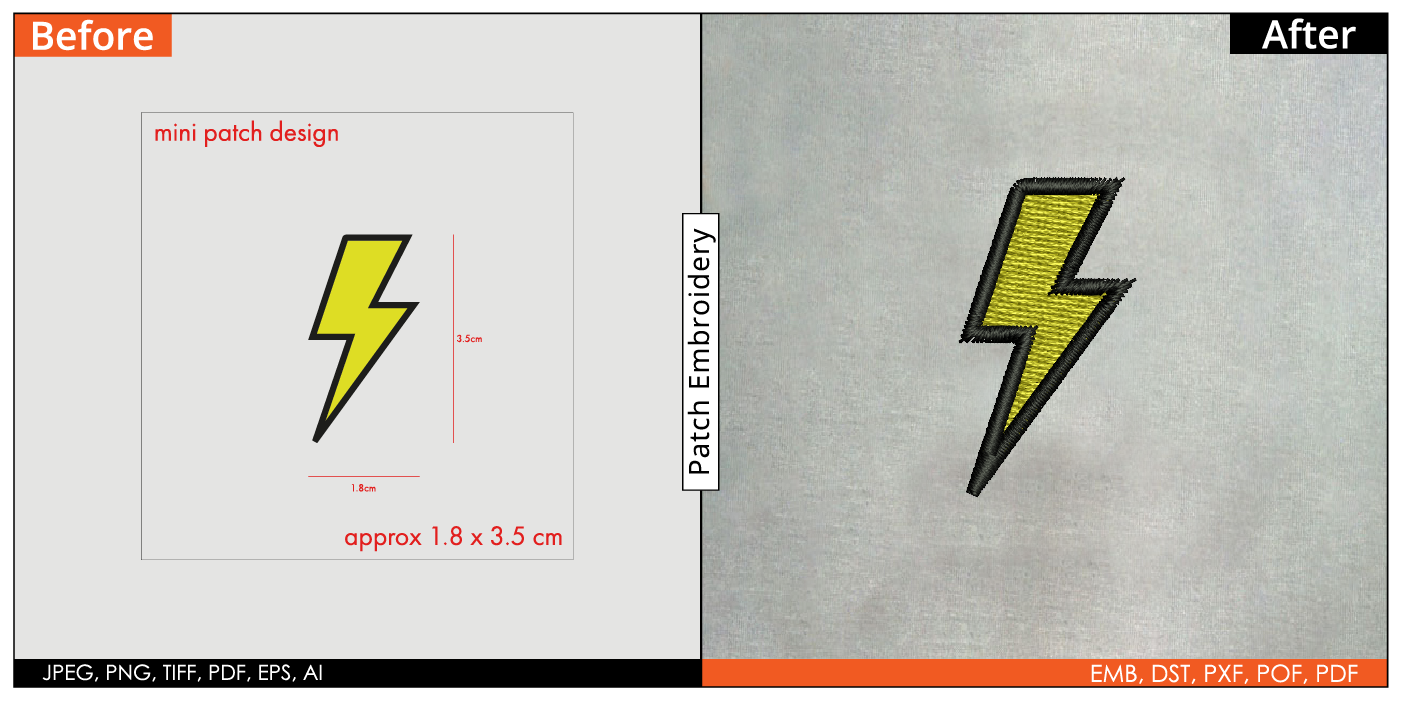 Before
After
mini patch design
3.5cm
1.8cm
approx 1.8 x 3.5 cm
Patch Embroidery
JPEG, PNG, TIFF, PDF, EPS, AI
EMB, DST, PXF, POF, PDF